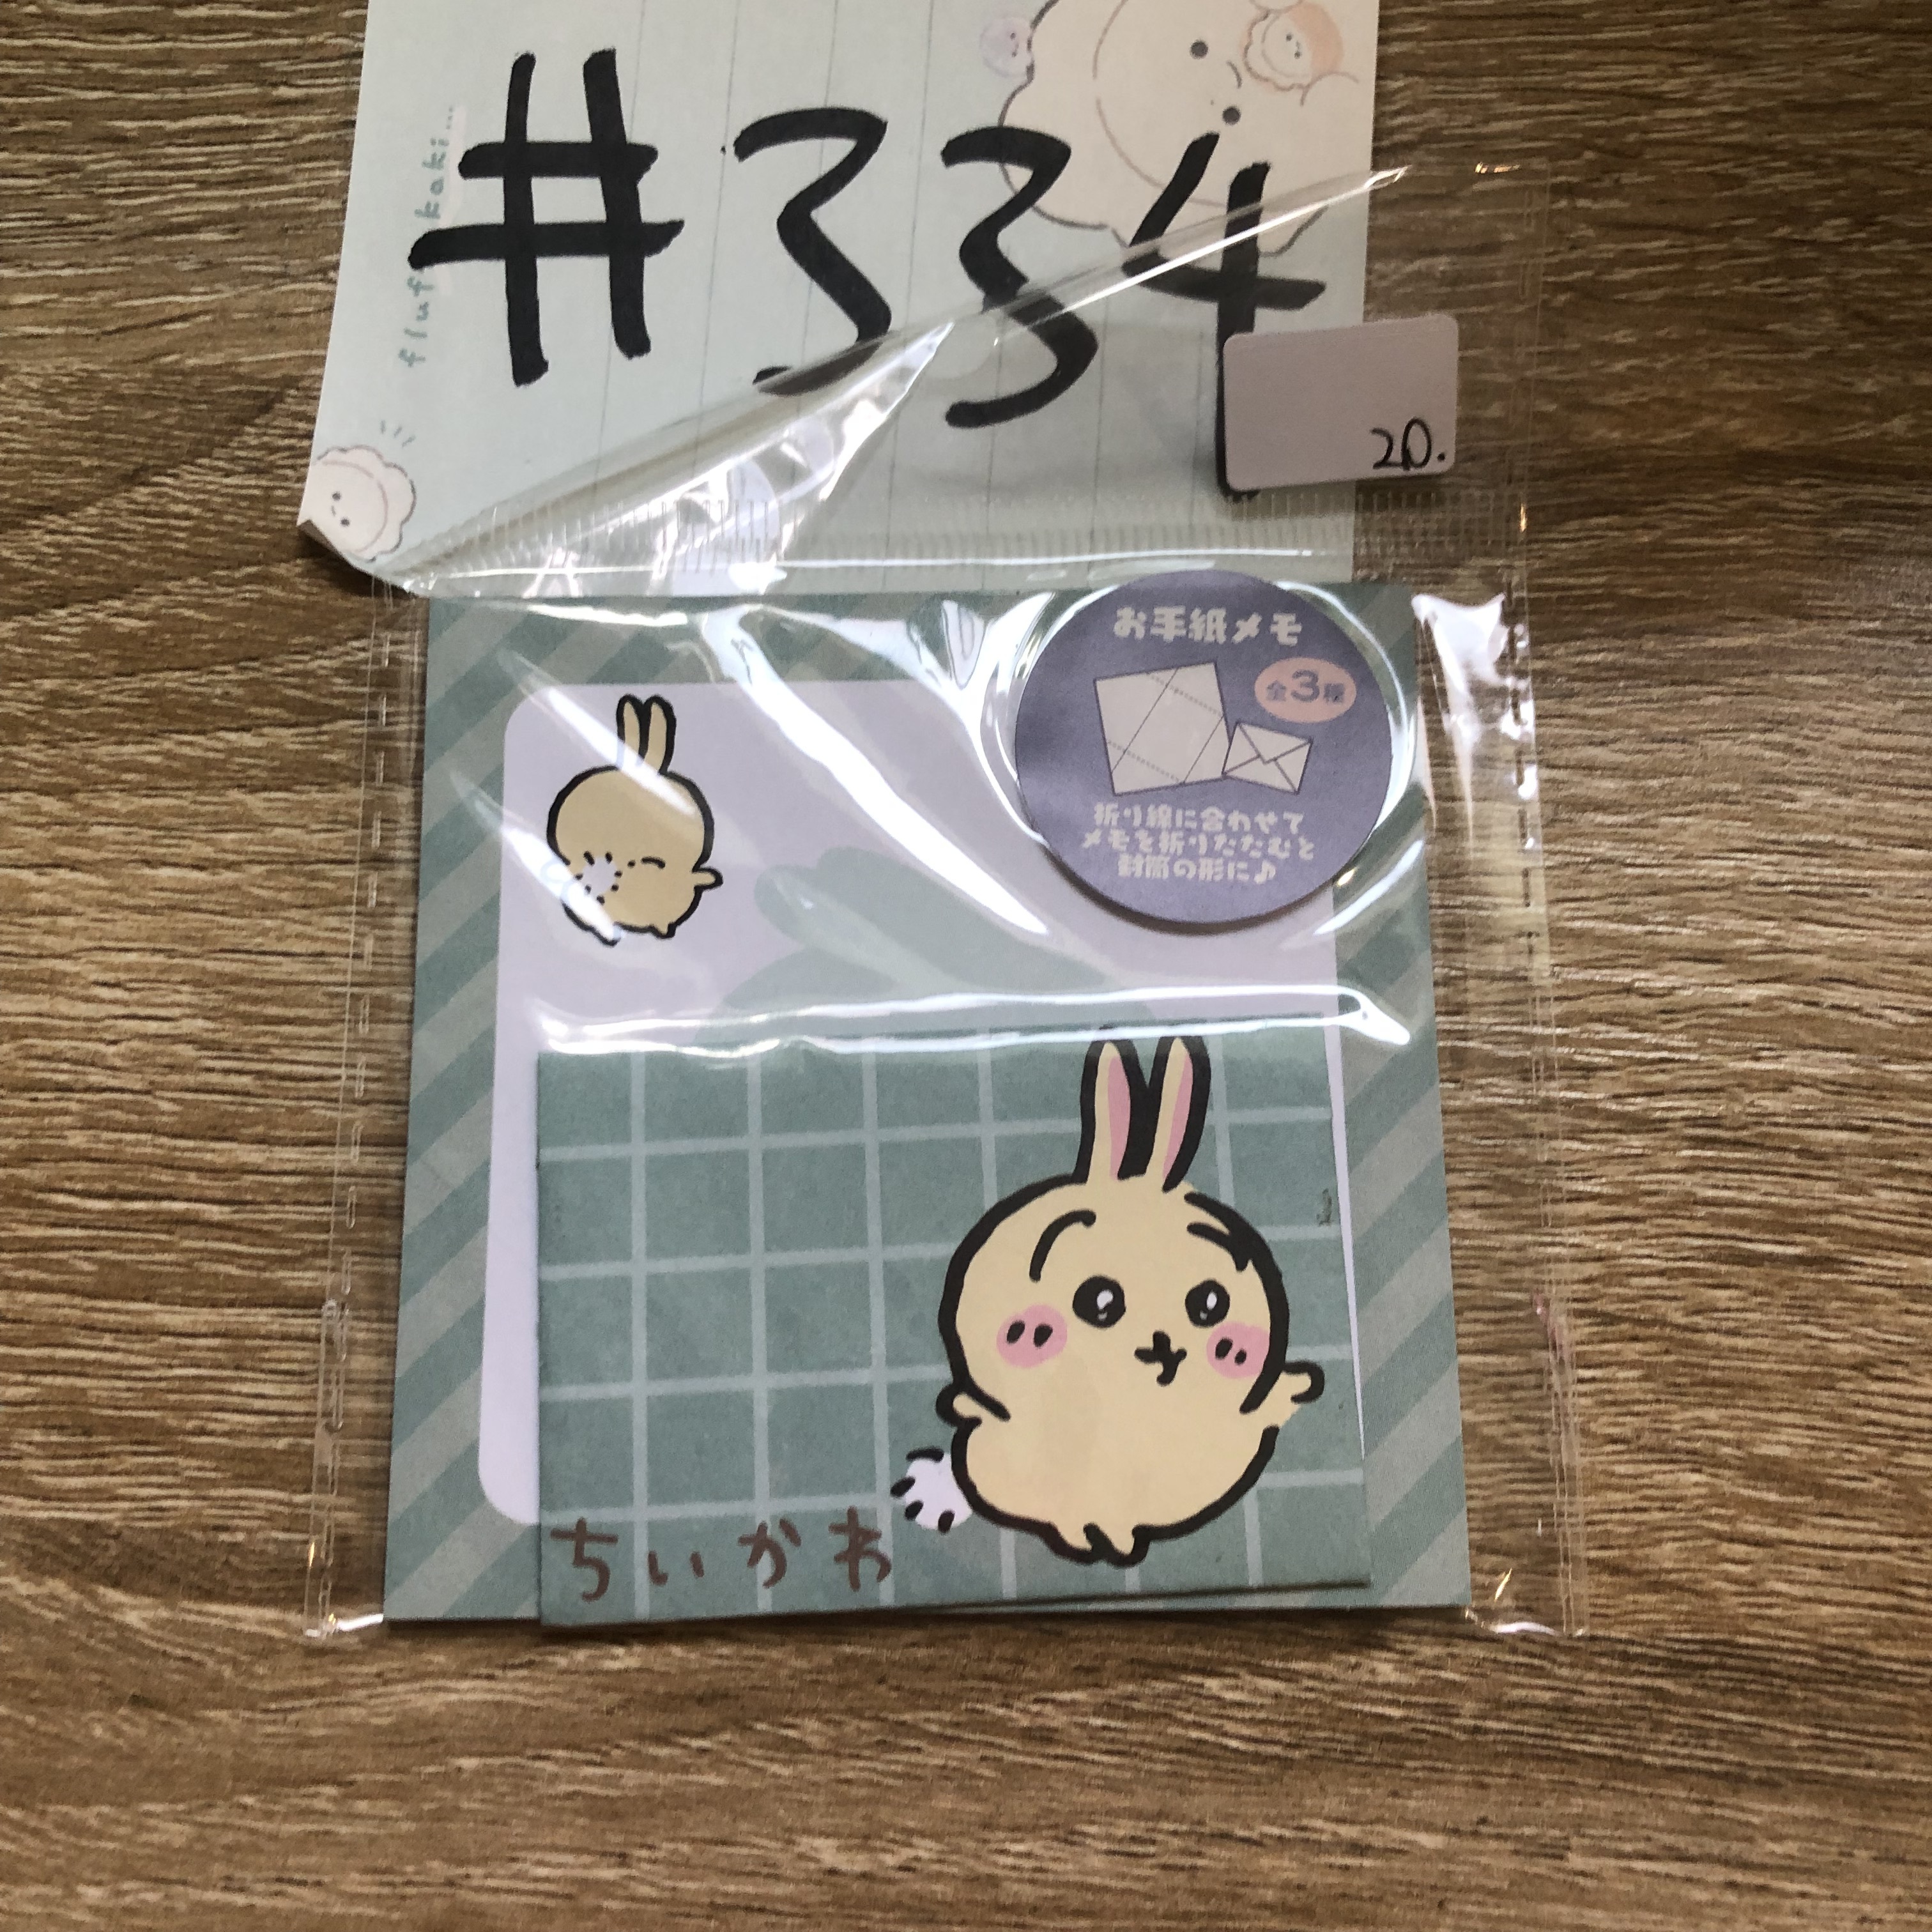 #334
20.
お手紙メモ
全3種
折り線に合わせて
メモを折りたたむと
封筒の形に♪
ちいかわ